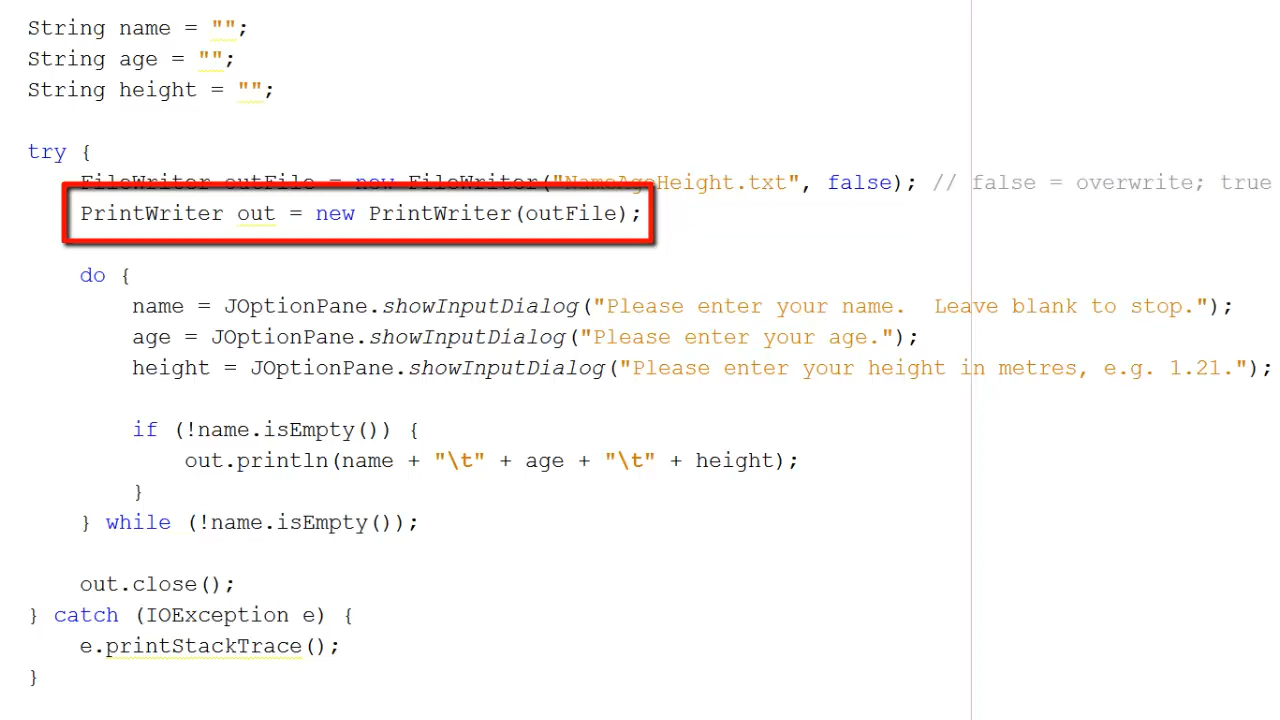 String name = "";
String age = "";
String height = "";
try {
FileWriter outFile = new FileWriter("NameAgeHeight.txt", false); // false = overwrite; true
PrintWriter out = new PrintWriter(outFile);
do {
name = JOptionPane.showInputDialog("Please enter your name.  Leave blank to stop.");
age = JOptionPane.showInputDialog("Please enter your age.");
height = JOptionPane.showInputDialog("Please enter your height in metres, e.g. 1.21.");
if (!name.isEmpty()) {
out.println(name + "\t" + age + "\t" + height);
}
} while (!name.isEmpty());
out.close();
} catch (IOException e) {
e.printStackTrace();
}